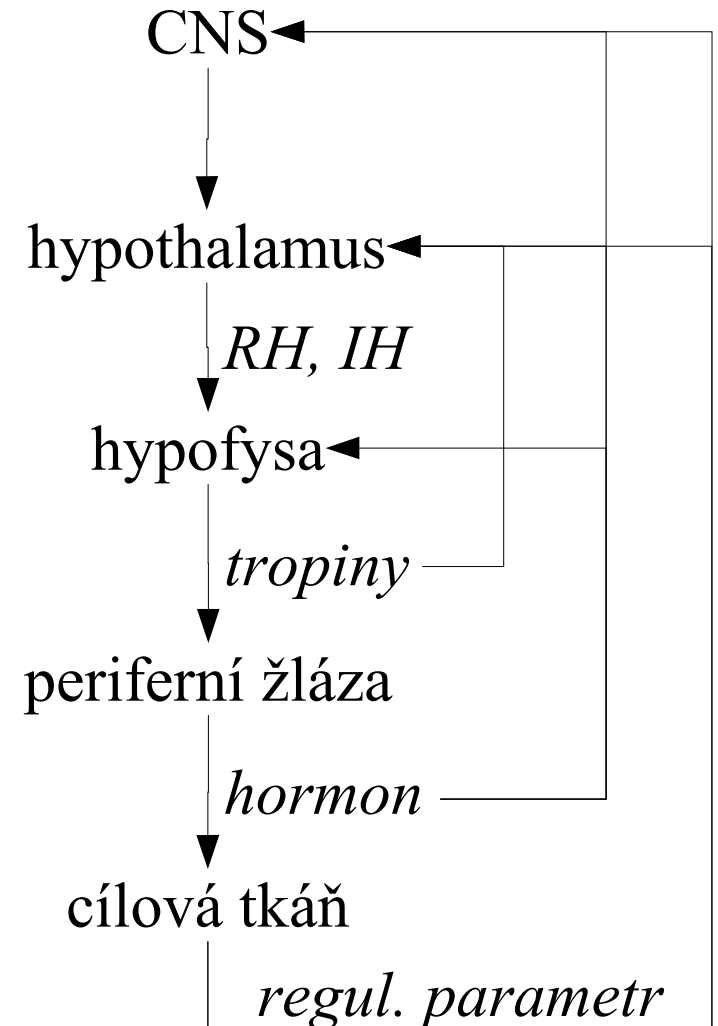 CNS
hypothalamus
RH, IH
hypofysa
tropiny
periferní žláza
hormon
cílová tkáň
regul. parametr